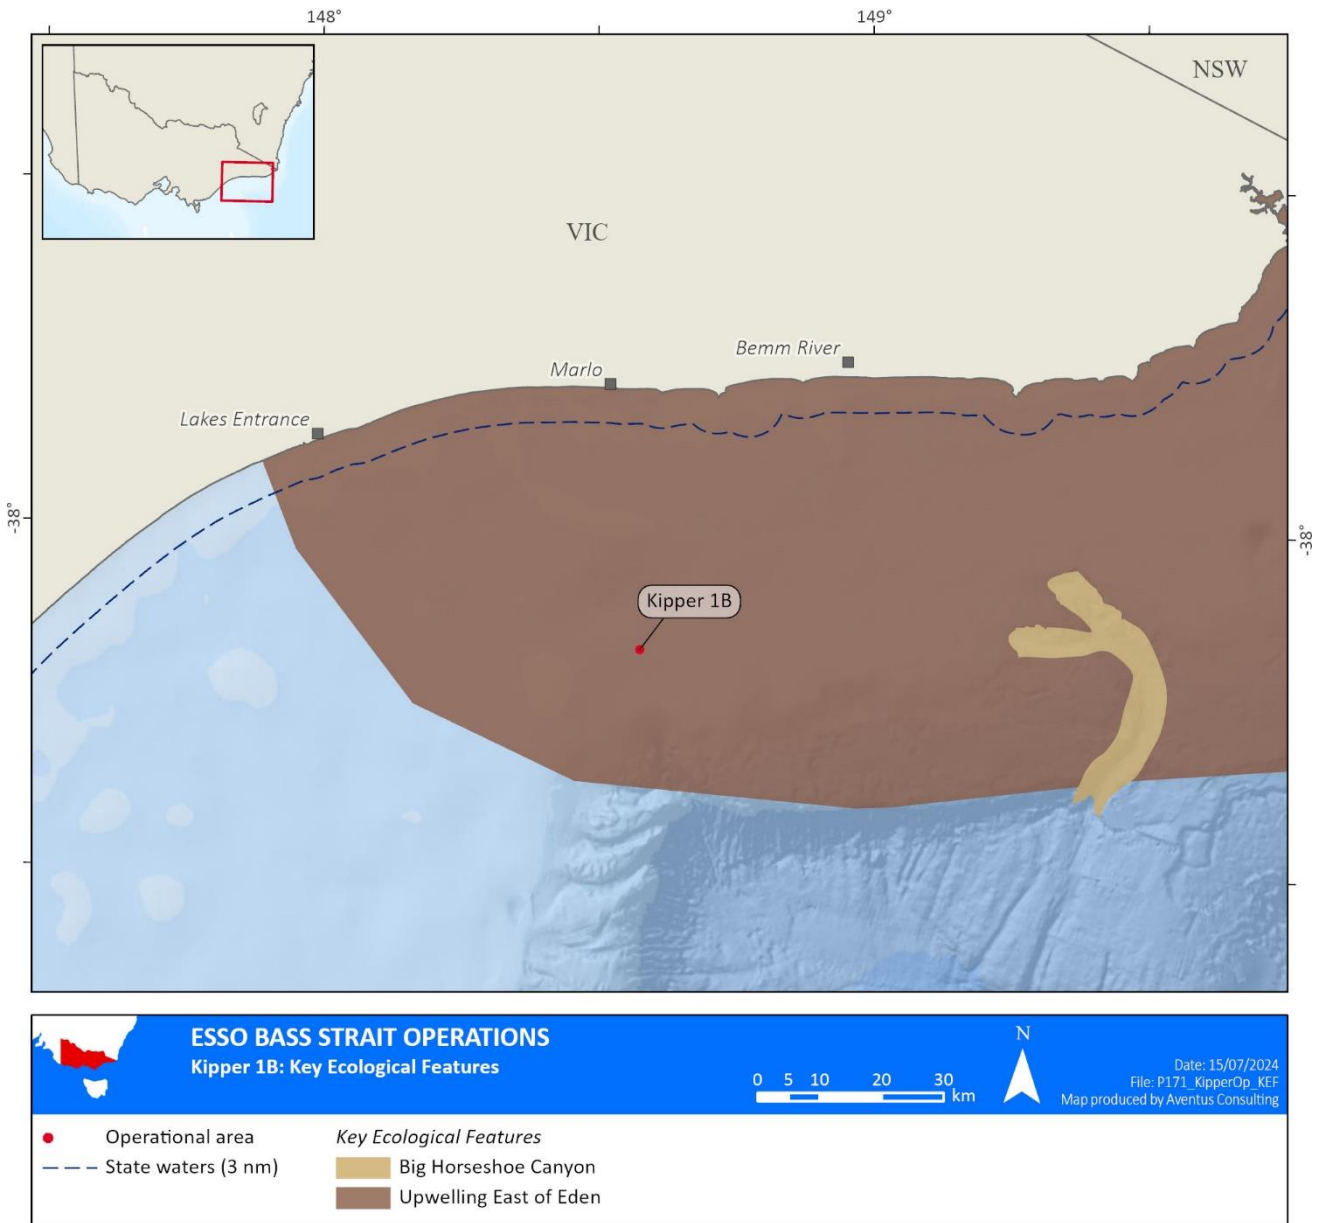 148°
149°
NSW
VIC
Bemm River
Marlo
Lakes Entrance
-38°
-38°
Kipper 1B
ESSO BASS STRAIT OPERATIONS
Kipper 1B: Key Ecological Features
0 5 10 20 30 km
N
Date: 15/07/2024
File: P171_KipperOp_KEF
Map produced by Aventus Consulting
Operational area
State waters (3 nm)
Key Ecological Features
Big Horseshoe Canyon
Upwelling East of Eden